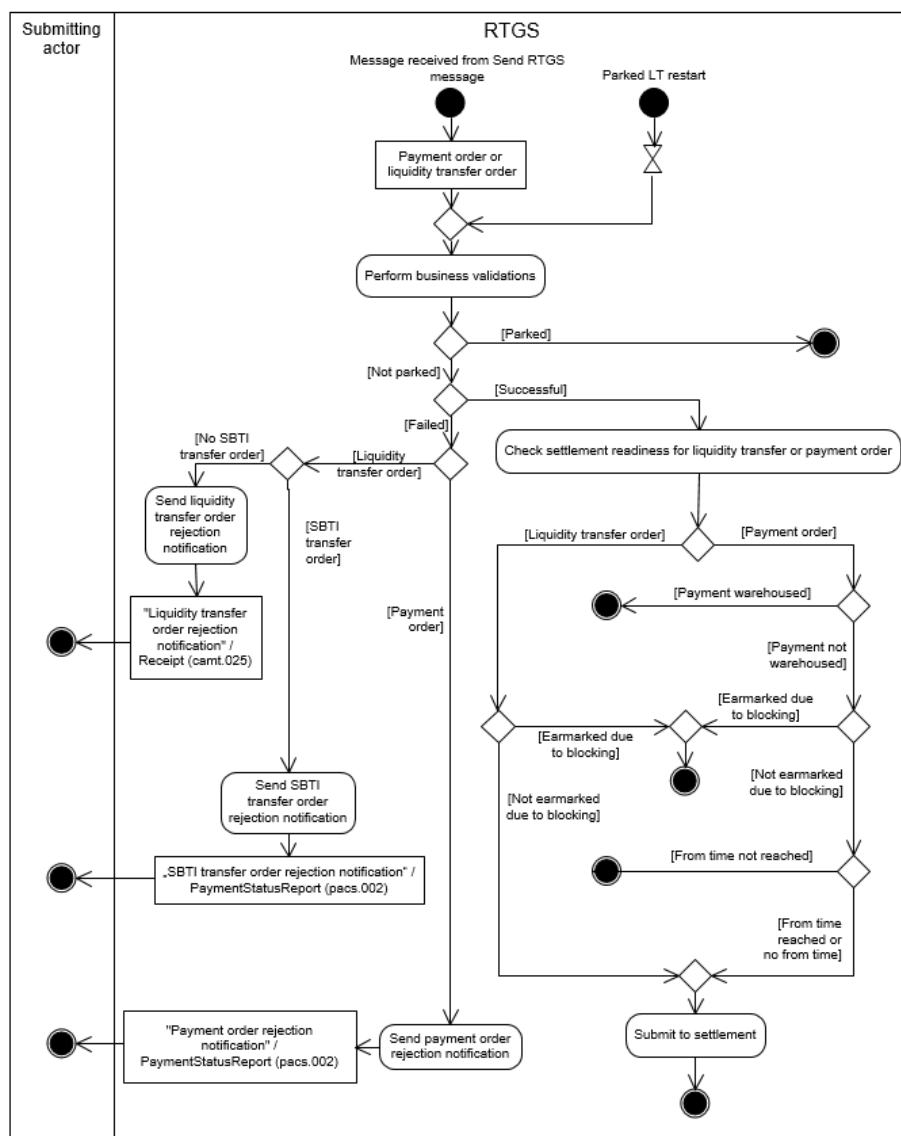 Submitting
actor
RTGS
Message received from Send RTGS
message
Parked LT restart
Payment order or
liquidity transfer order
Perform business validations
[Parked]
[Not parked]
[Successful]
[Failed]
[No SBTI
transfer order]
[Liquidity
transfer order]
Check settlement readiness for liquidity transfer or payment order
Send liquidity
transfer order
rejection
notification
[SBTI
transfer
order]
[Liquidity transfer order]
[Payment order]
"Liquidity transfer
order rejection
notification" /
Receipt (camt.025)
[Payment
order]
[Payment warehoused]
[Payment not
warehoused]
[Earmarked due
to blocking]
[Earmarked due
to blocking]
Send SBTI
transfer order
rejection notification
[Not earmarked
due to blocking]
[Not earmarked
due to blocking]
„SBTI transfer order rejection notification“ /
PaymentStatusReport (pacs.002)
[From time not reached]
[From time
reached or
no from time]
"Payment order rejection
notification" /
PaymentStatusReport (pacs.002)
Send payment order
rejection notification
Submit to settlement